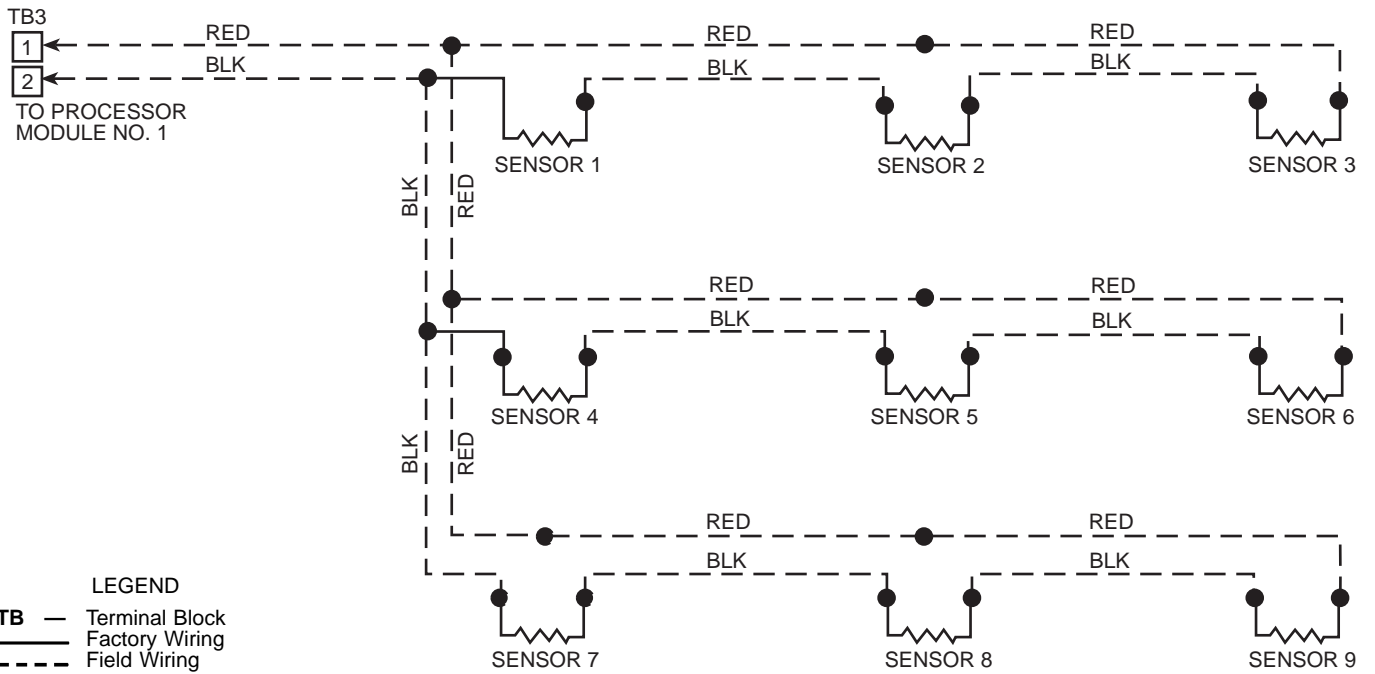 TB3
1
RED
RED
RED
2
BLK
BLK
BLK
TO PROCESSOR
MODULE NO. 1
SENSOR 1
SENSOR 2
SENSOR 3
BLK
RED
RED
RED
BLK
BLK
SENSOR 4
SENSOR 5
SENSOR 6
BLK
RED
RED
RED
BLK
BLK
SENSOR 7
SENSOR 8
SENSOR 9
LEGEND
TB — Terminal Block
Factory Wiring
Field Wiring